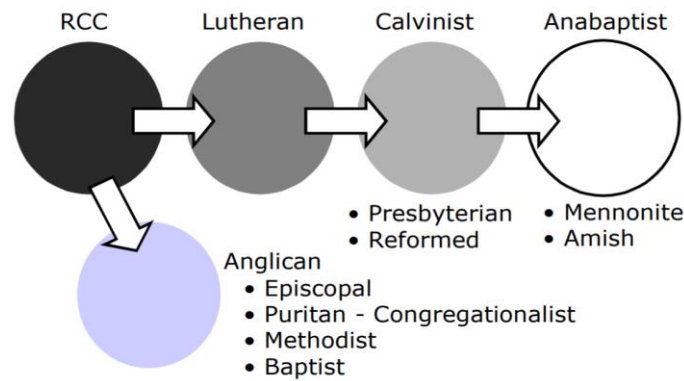 RCC
Lutheran
Calvinist
Anabaptist
• Presbyterian
• Reformed
• Mennonite
• Amish
Anglican
• Episcopal
• Puritan - Congregationalist
• Methodist
• Baptist